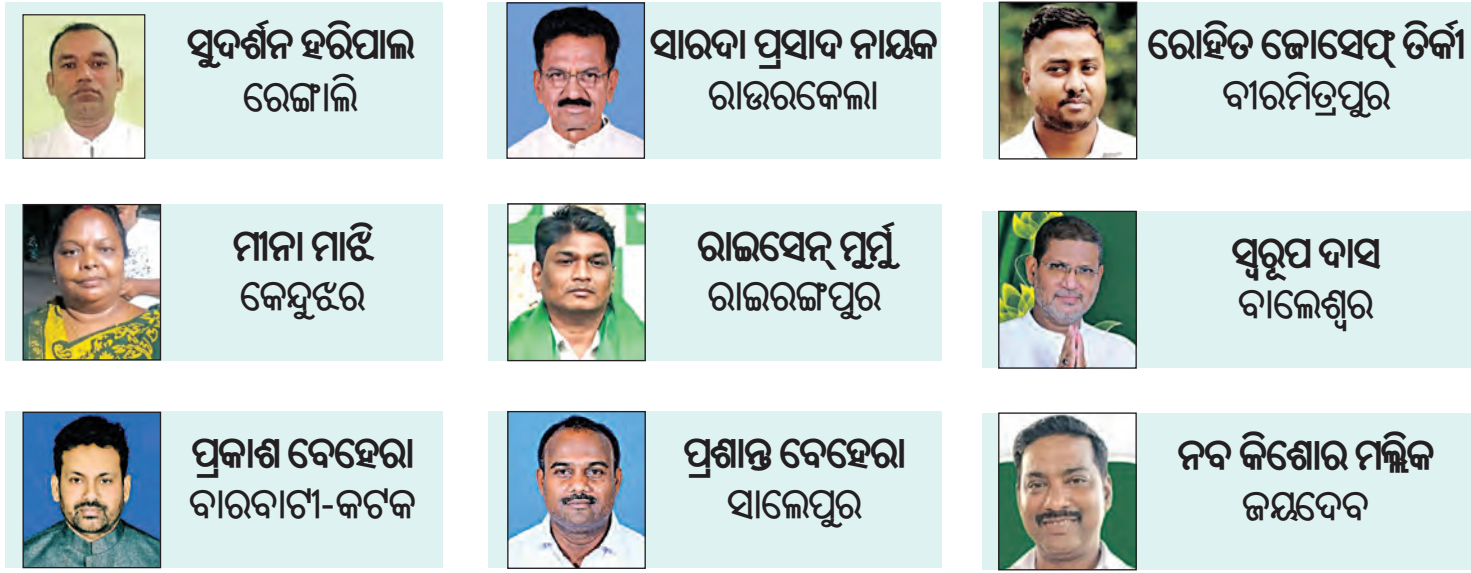 ସୁଦର୍ଶନ ହରିପାଲ
ରେଙ୍ଗାଲି
ସାରଦା ପ୍ରସାଦ ନାୟକ
ରାଉରକେଲା
ରୋହିତ ଜୋସେଫ୍ ତିର୍କୀ
ବୀରମିତ୍ରପୁର
ମୀନା ମାଝି
କେନ୍ଦୁଝର
ରାଇସେନ୍ ମୁର୍ମୁ
ରାଇରଙ୍ଗପୁର
ସ୍ୱରୂପ ଦାସ
ବାଲେଶ୍ୱର
ପ୍ରକାଶ ବେହେରା
ବାରବାଟୀ-କଟକ
ପ୍ରଶାନ୍ତ ବେହେରା
ସାଲେପୁର
ନବ କିଶୋର ମଲ୍ଲିକ
ଜୟଦେବ